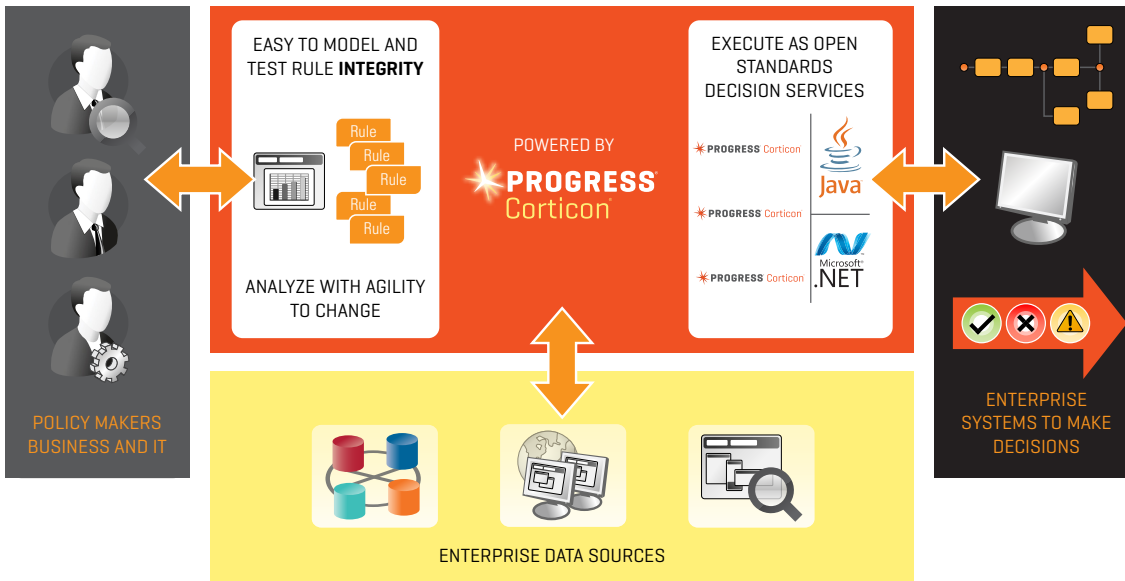 POLICY MAKERS
BUSINESS AND IT
EASY TO MODEL AND
TEST RULE INTEGRITY
Rule
Rule
Rule
Rule
Rule
ANALYZE WITH AGILITY
TO CHANGE
POWERED BY
PROGRESS
Corticon
EXECUTE AS OPEN
STANDARDS
DECISION SERVICES
PROGRESS Corticon
PROGRESS Corticon
PROGRESS Corticon
Java
Microsoft®
.NET
ENTERPRISE
SYSTEMS TO MAKE
DECISIONS
ENTERPRISE DATA SOURCES